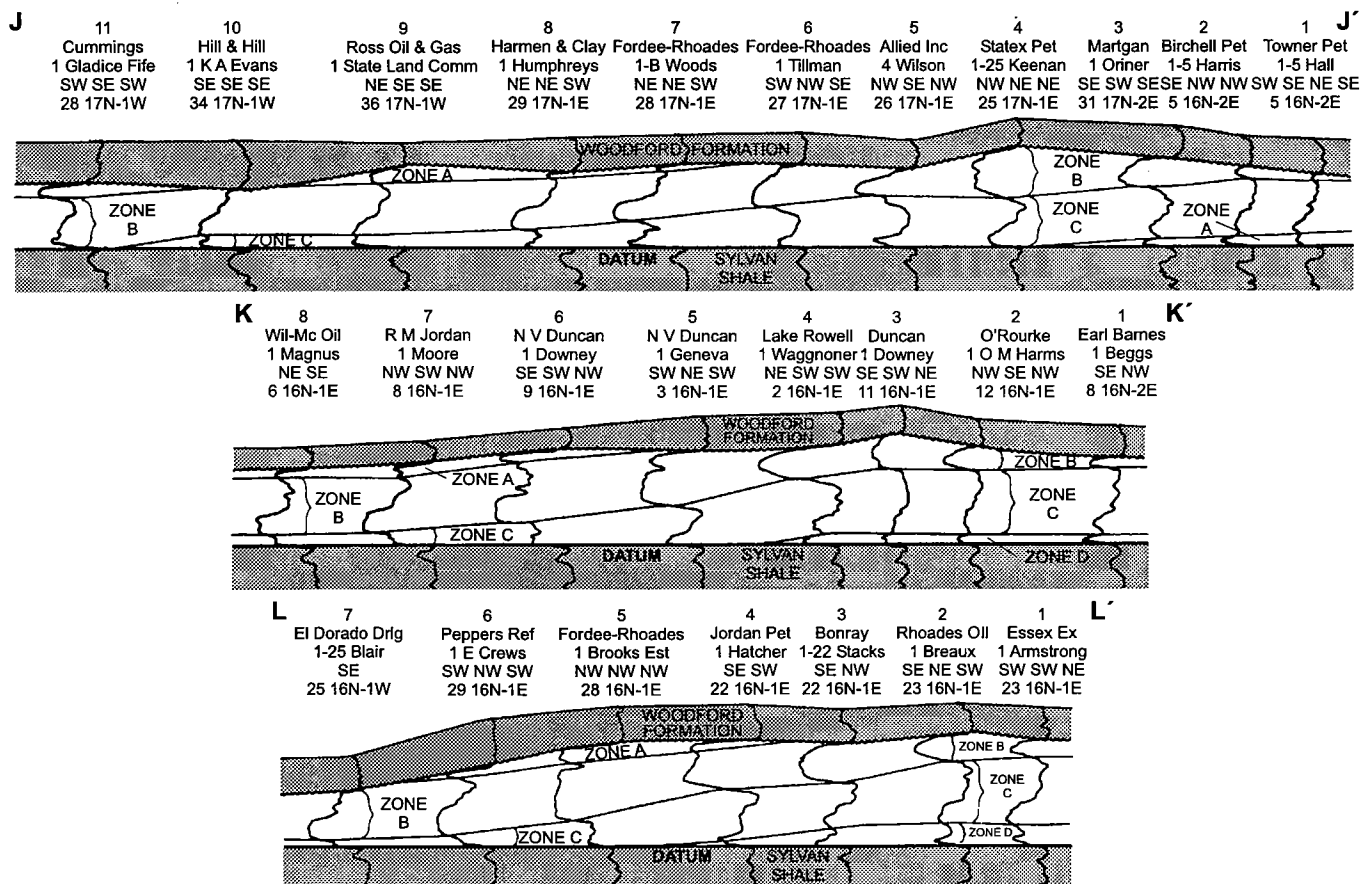 J
J´
11
Cummings
1 Gladice Fife
SW SE SW
28 17N-1W
10
Hill & Hill
1 K A Evans
SE SE SE
34 17N-1W
9
Ross Oil & Gas
1 State Land Comm
NE SE SE
36 17N-1W
8
Harmen & Clay
1 Humphreys
NE NE SE
29 17N-1E
7
Fordee-Rhoades
1-B Woods
NE NE SW
28 17N-1E
6
Fordee-Rhoades
1 Tillman
SW NW SE
27 17N-1E
5
Allied Inc
4 Wilson
NW SE NW
26 17N-1E
4
Statex Pet
1-25 Keenan
NW NE NE
25 17N-1E
3
Martgan
1 Oriner
SE SW SE
31 17N-2E
2
Birchell Pet
1-5 Harris
SE NW NW
5 16N-2E
1
Towner Pet
1-5 Hall
SW SE NE SE
5 16N-2E
WOODFORD FORMATION
ZONE A
ZONE
B
ZONE
B
ZONE
C
ZONE
A
ZONE C
DATUM
SYLVAN
SHALE
K
K´
8
Wil-Mc Oil
1 Magnus
NE SE
6 16N-1E
7
R M Jordan
1 Moore
NW SW NW
8 16N-1E
6
N V Duncan
1 Downey
SE SW NW
9 16N-1E
5
N V Duncan
1 Geneva
SW NE SW
3 16N-1E
4
Lake Rowell
1 Waggnoner
NE SW SW
2 16N-1E
3
Duncan
1 Downey
SE SW NE
11 16N-1E
2
O'Rourke
1 O M Harms
NW SE NW
12 16N-1E
1
Earl Barnes
1 Beggs
SE NW
8 16N-2E
WOODFORD
FORMATION
ZONE A
ZONE B
ZONE
B
ZONE
C
ZONE C
DATUM
SYLVAN
SHALE
ZONE D
L
L´
7
El Dorado Drlg
1-25 Blair
SE
25 16N-1W
6
Peppers Ref
1 E Crews
SW NW SW
29 16N-1E
5
Fordee-Rhoades
1 Brooks Est
NW NW NW
28 16N-1E
4
Jordan Pet
1 Hatcher
SE SW
22 16N-1E
3
Bonray
1-22 Stacks
SE NW
22 16N-1E
2
Rhoades Oll
1 Breaux
SE NE SW
23 16N-1E
1
Essex Ex
1 Armstrong
SW SW NE
23 16N-1E
WOODFORD
FORMATION
ZONE A
ZONE B
ZONE
B
ZONE
C
ZONE C
ZONE D
DATUM
SYLVAN
SHALE